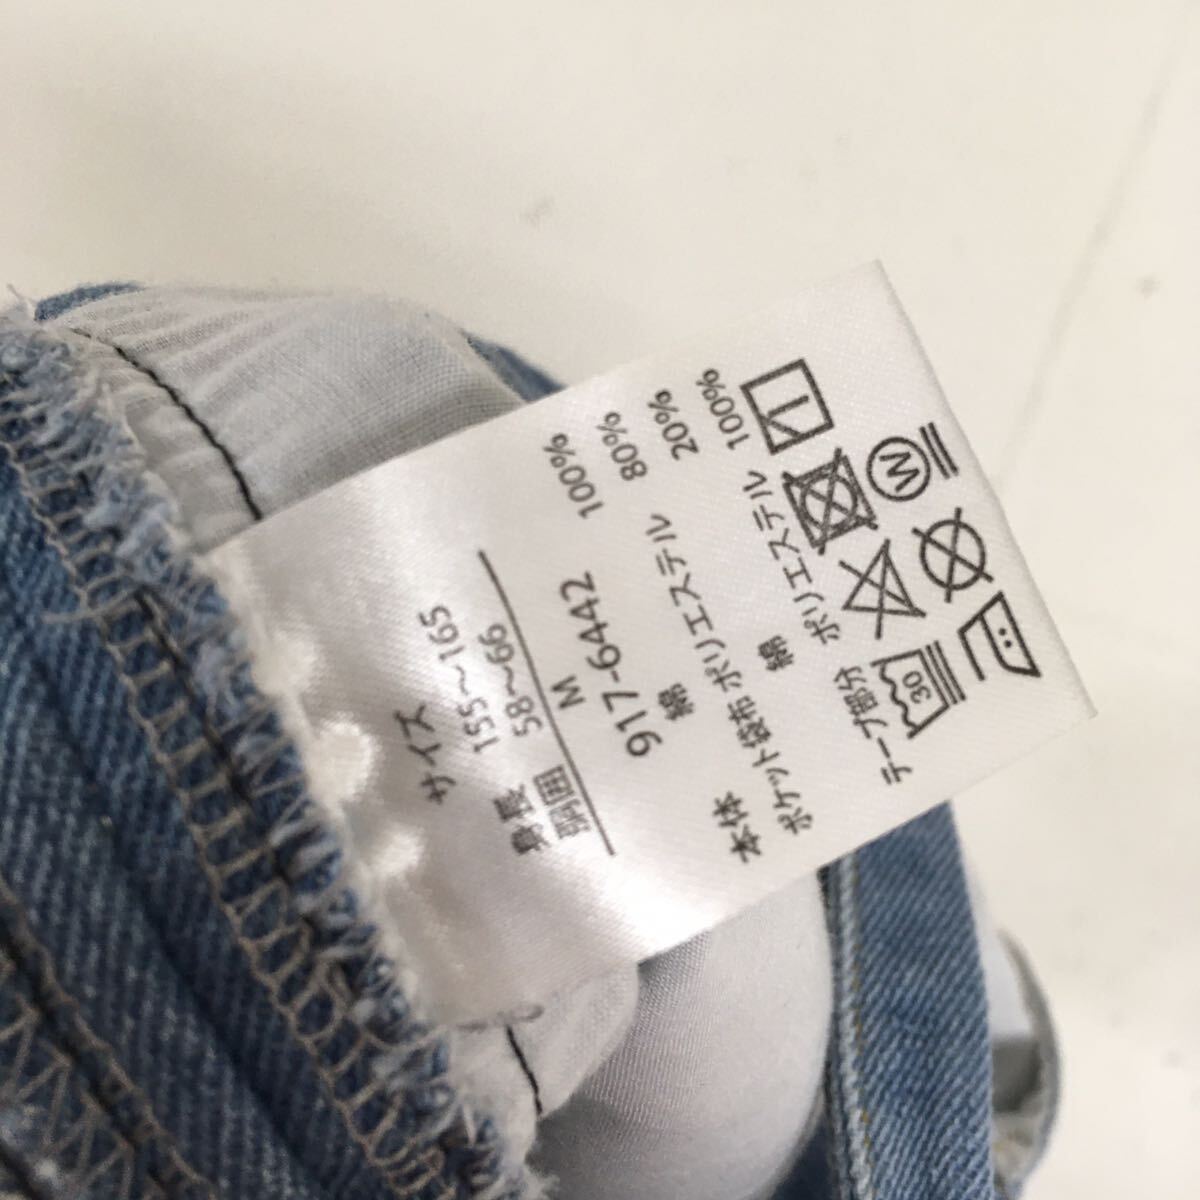 サイズ
身長 155～165
胴囲 58～66
M
917-6442
本体 綿 100%
ポケット袋布 ポリエステル 80%
綿 20%
テープ部分 ポリエステル 100%
30
W